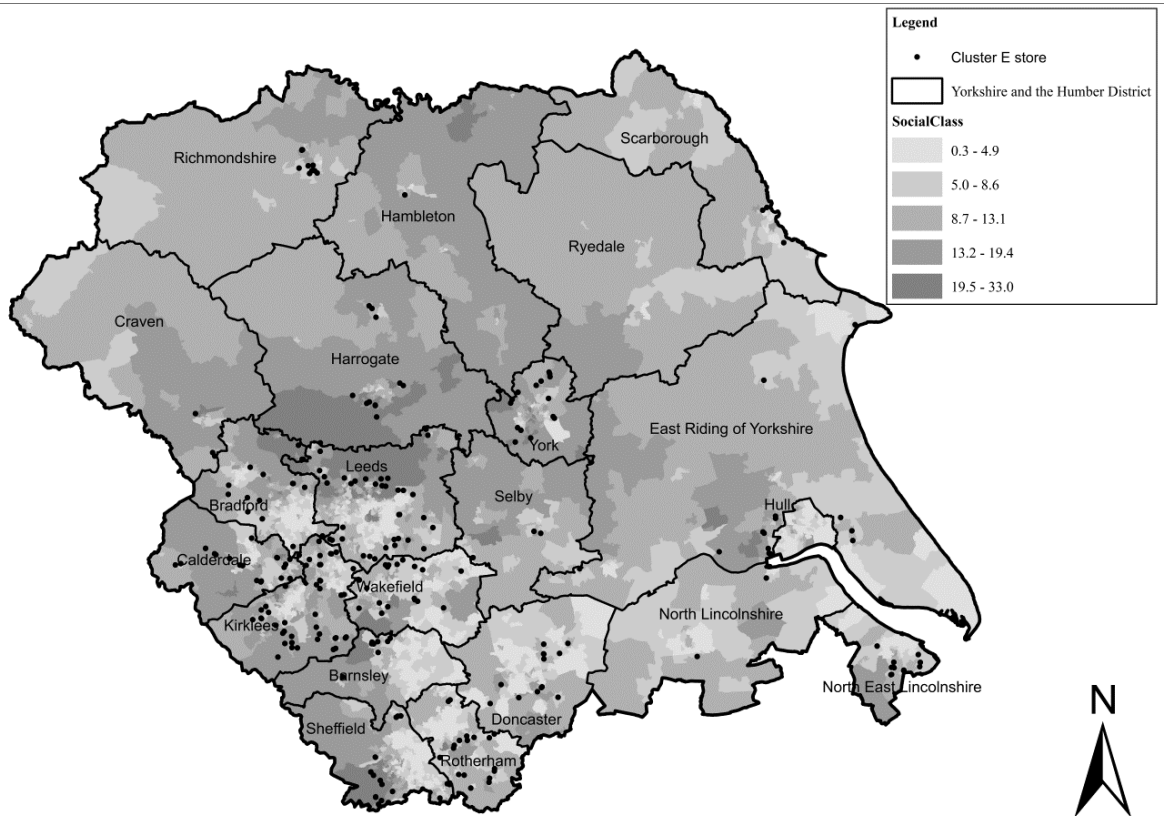 Legend
Cluster E store
Yorkshire and the Humber District
SocialClass
0.3 - 4.9
5.0 - 8.6
8.7 - 13.1
13.2 - 19.4
19.5 - 33.0
Scarborough
Richmondshire
Hambleton
Ryedale
Craven
Harrogate
East Riding of Yorkshire
York
Leeds
Selby
Bradford
Hull
Calderdale
Wakefield
Kirklees
North Lincolnshire
Barnsley
North East Lincolnshire
Doncaster
Sheffield
Rotherham
N